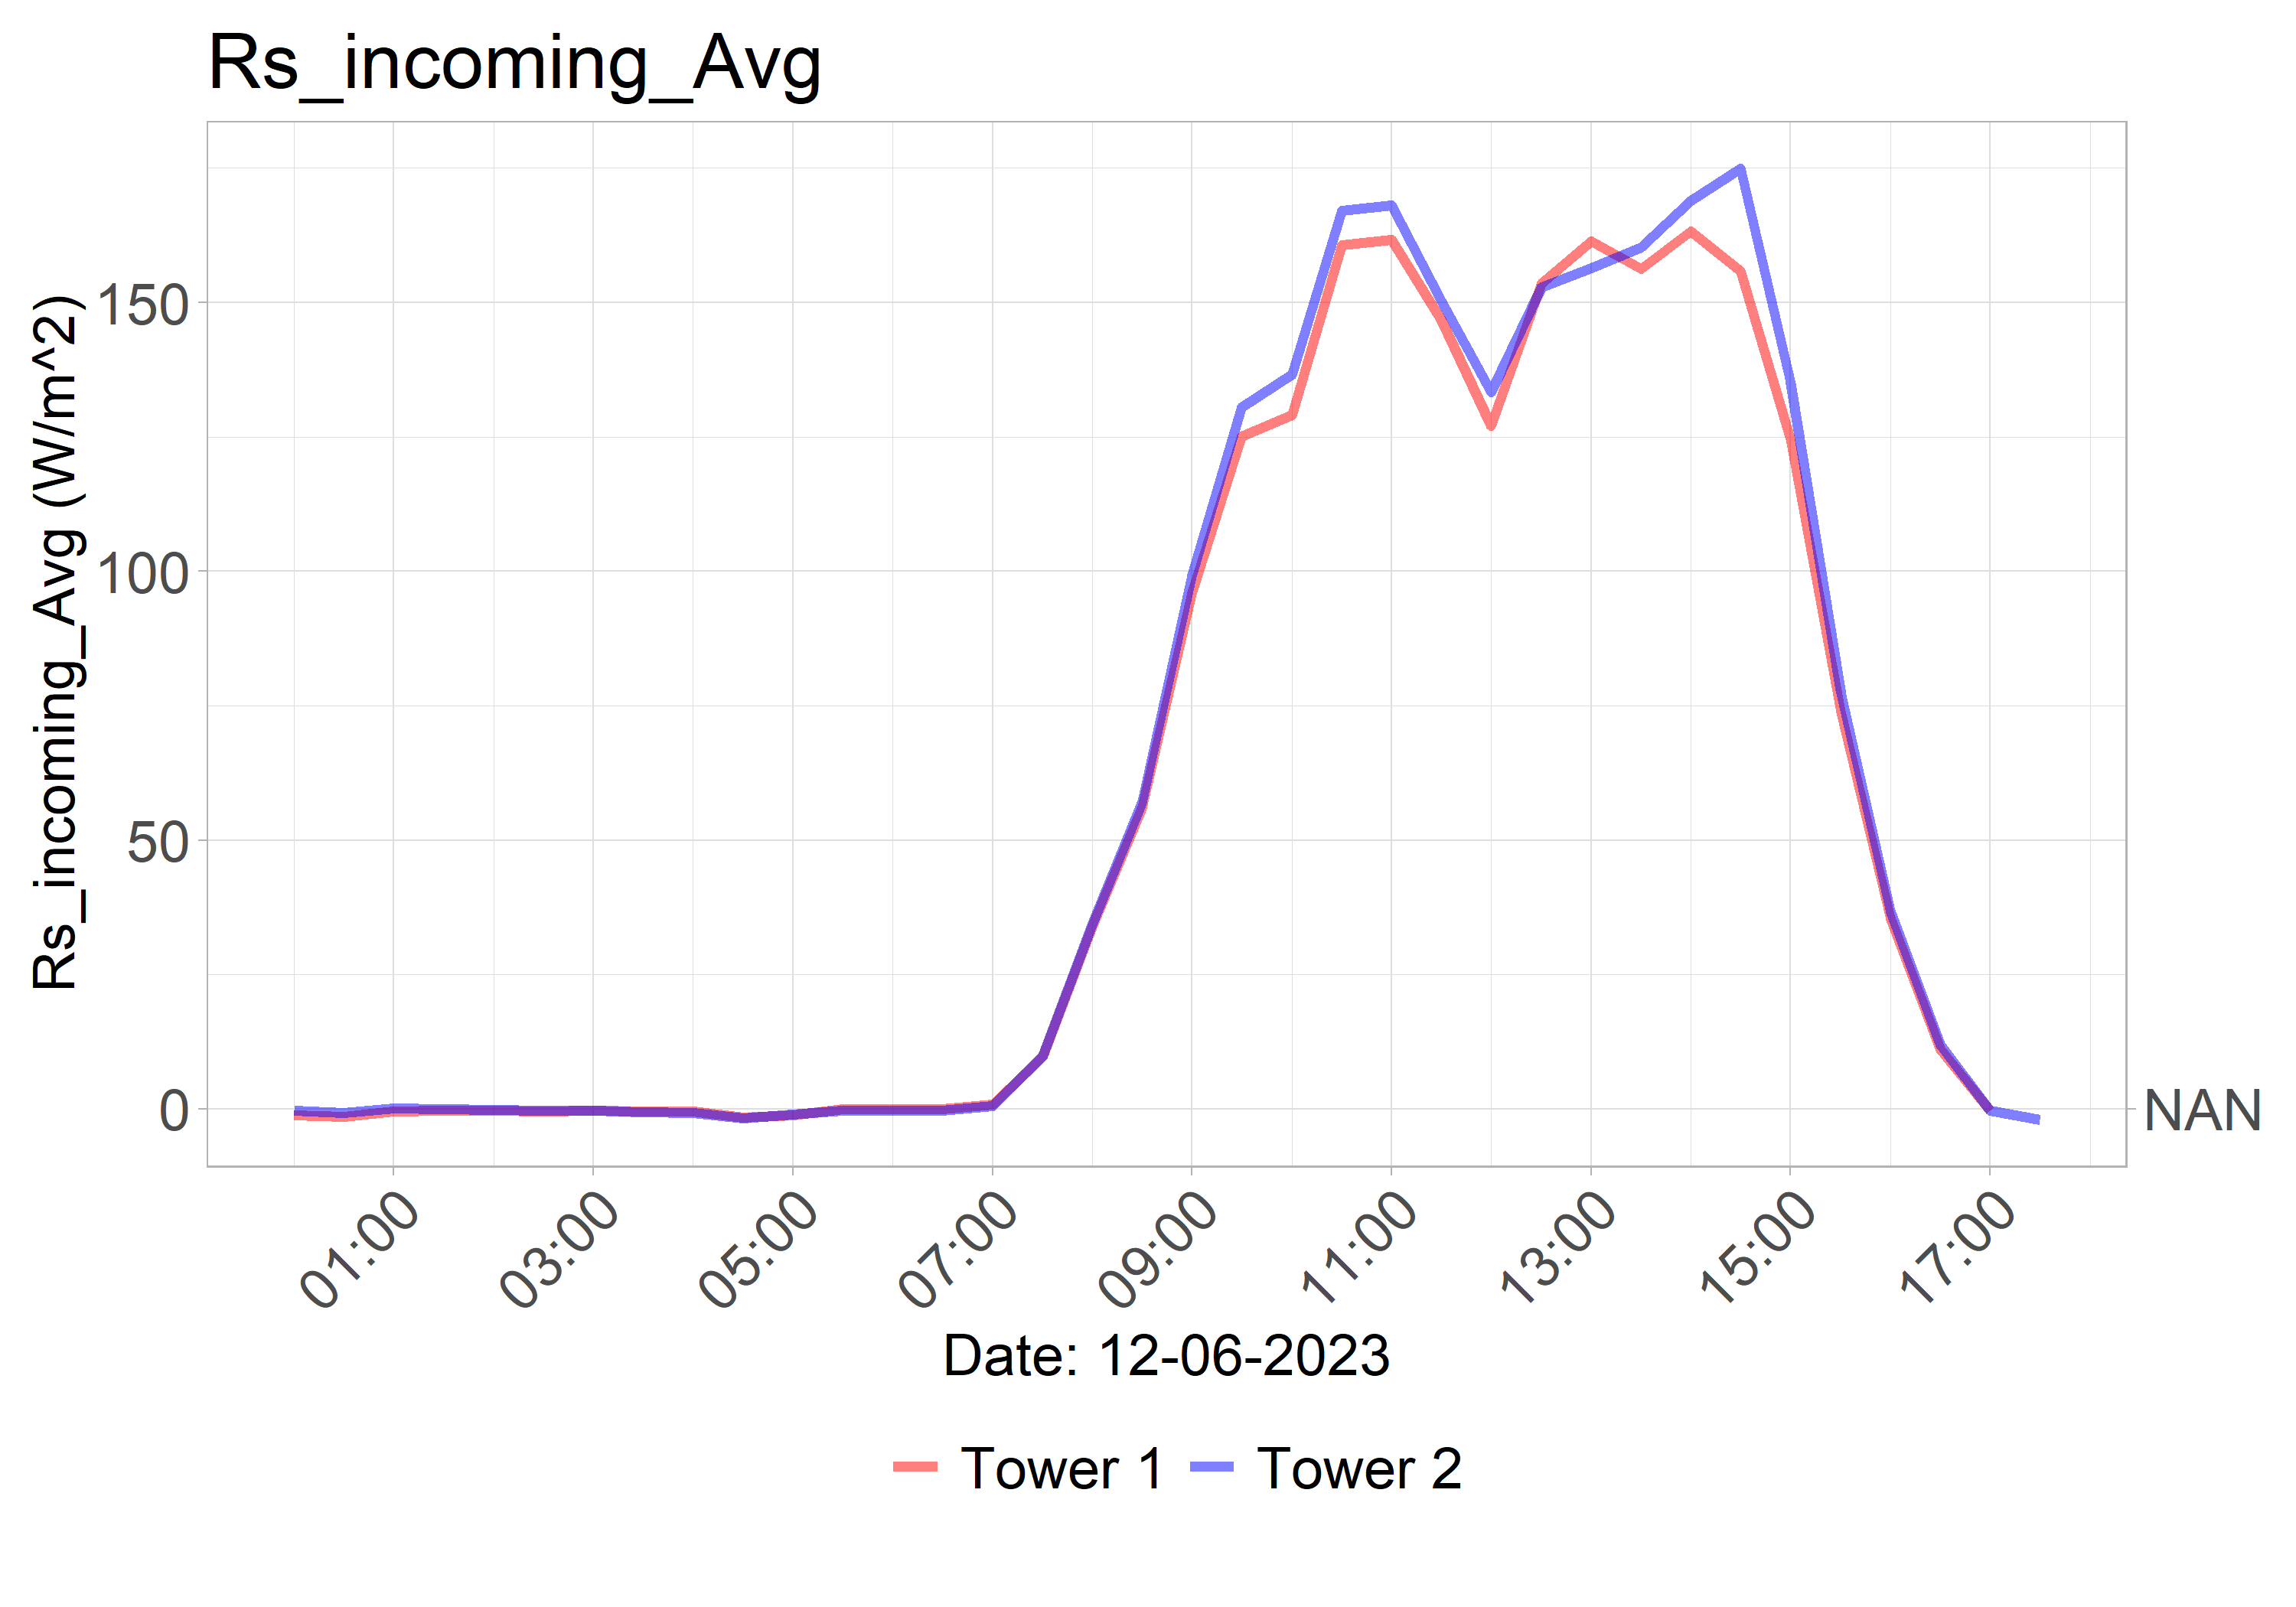 Rs_incoming_Avg
Rs_incoming_Avg (W/m^2)
150
100
50
0
NAN
01:00
03:00
05:00
07:00
09:00
11:00
13:00
15:00
17:00
Date: 12-06-2023
Tower 1
Tower 2